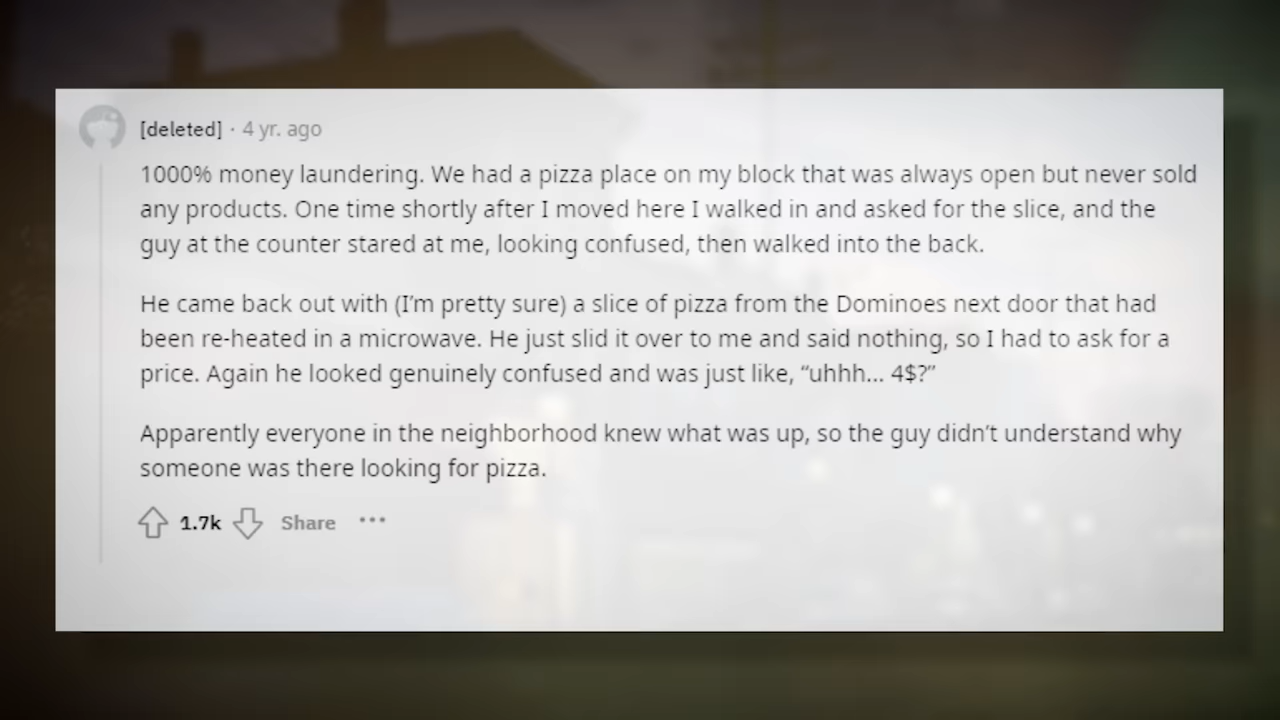 [deleted] · 4 yr. ago
1000% money laundering. We had a pizza place on my block that was always open but never sold
any products. One time shortly after I moved here I walked in and asked for the slice, and the
guy at the counter stared at me, looking confused, then walked into the back.
He came back out with (I’m pretty sure) a slice of pizza from the Dominoes next door that had
been re-heated in a microwave. He just slid it over to me and said nothing, so I had to ask for a
price. Again he looked genuinely confused and was just like, “uhhh... 4$?”
Apparently everyone in the neighborhood knew what was up, so the guy didn’t understand why
someone was there looking for pizza.
1.7k Share ···